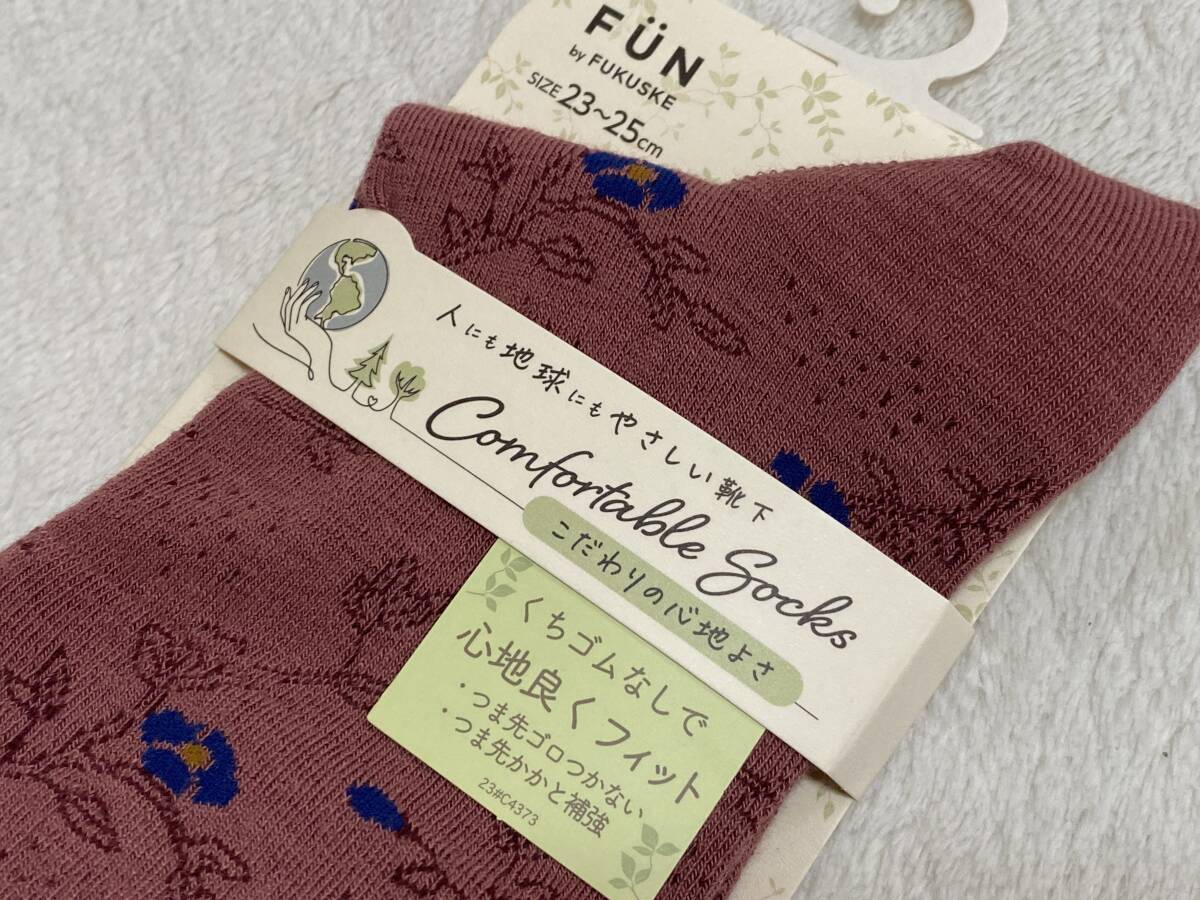 FÜN
by FUKUSKE
SIZE 23~25cm
人にも地球にもやさしい靴下
Comfortable Socks
こだわりの心地よさ
くちゴムなしで
心地良くフィット
・つま先ゴロつかない
・つま先かかと補強
23#C4373